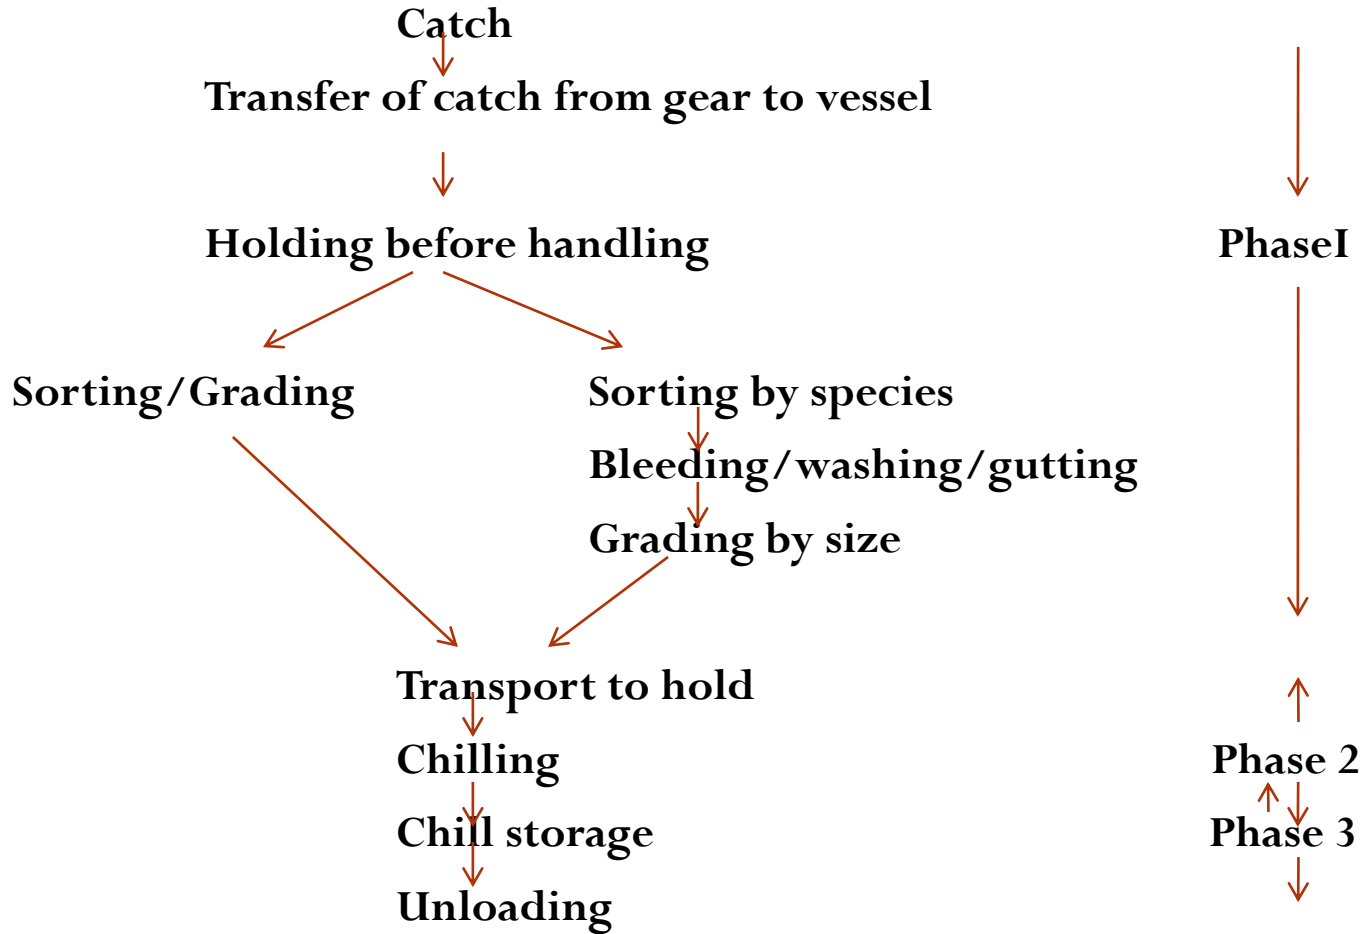 Catch
Transfer of catch from gear to vessel
Holding before handling
PhaseI
Sorting/Grading
Sorting by species
Bleeding/washing/gutting
Grading by size
Transport to hold
Chilling
Phase 2
Chill storage
Phase 3
Unloading